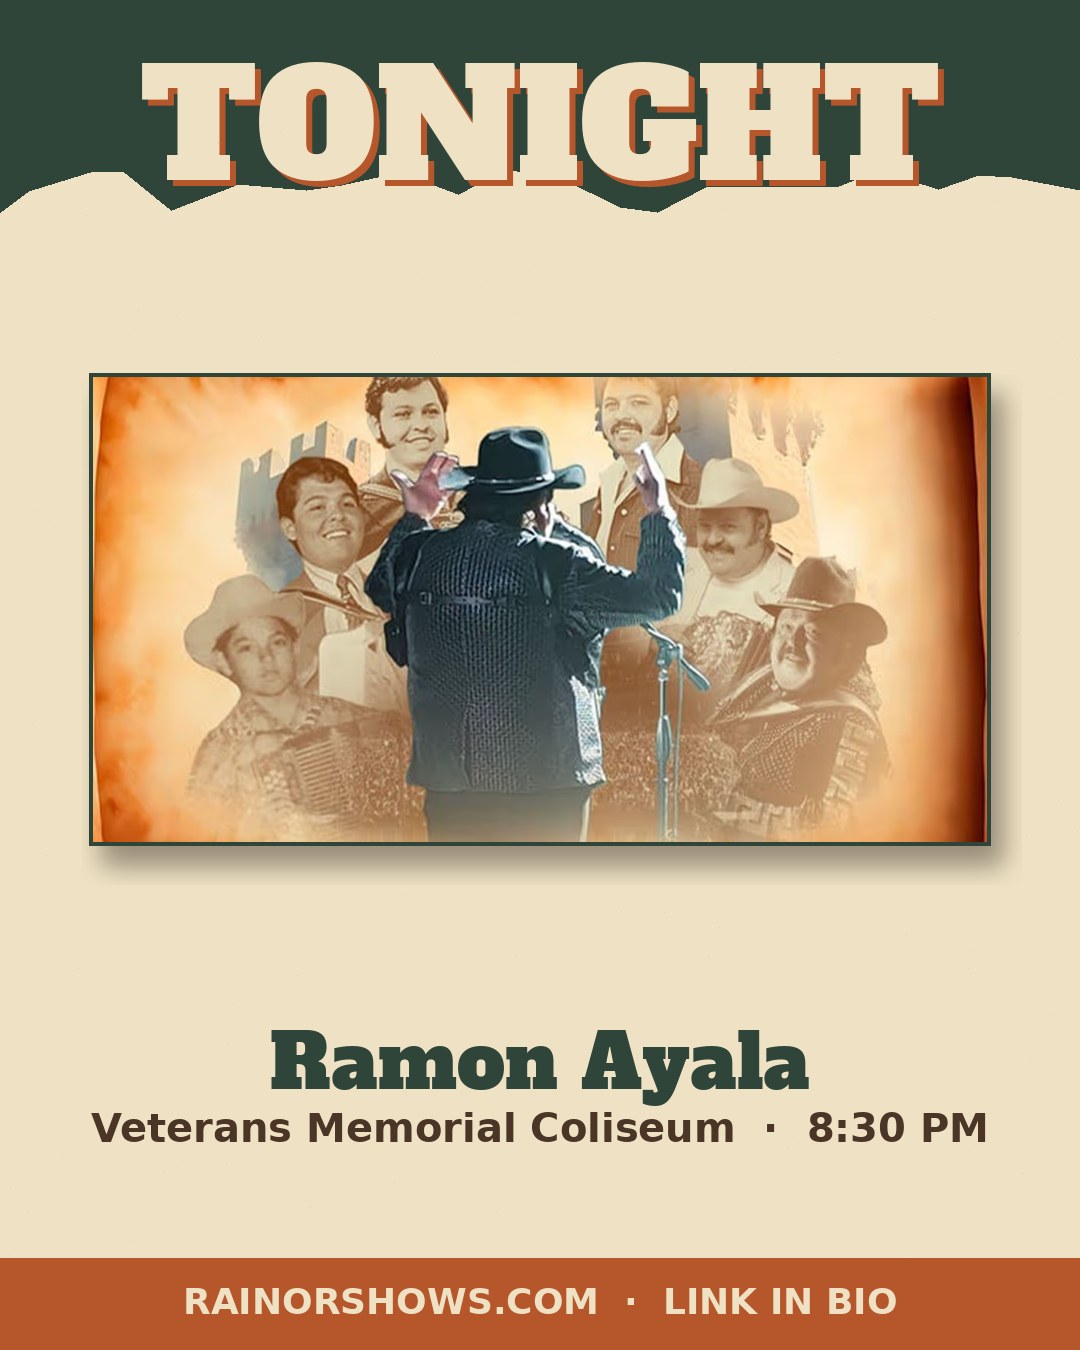 TONIGHT
Ramon Ayala
Veterans Memorial Coliseum · 8:30 PM
RAINORSHOWS.COM · LINK IN BIO